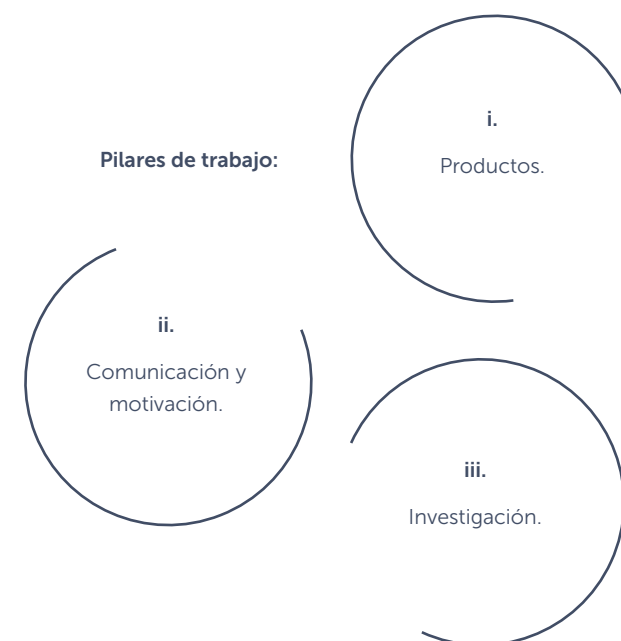 Pilares de trabajo:
i.
Productos.
ii.
Comunicación y
motivación.
iii.
Investigación.